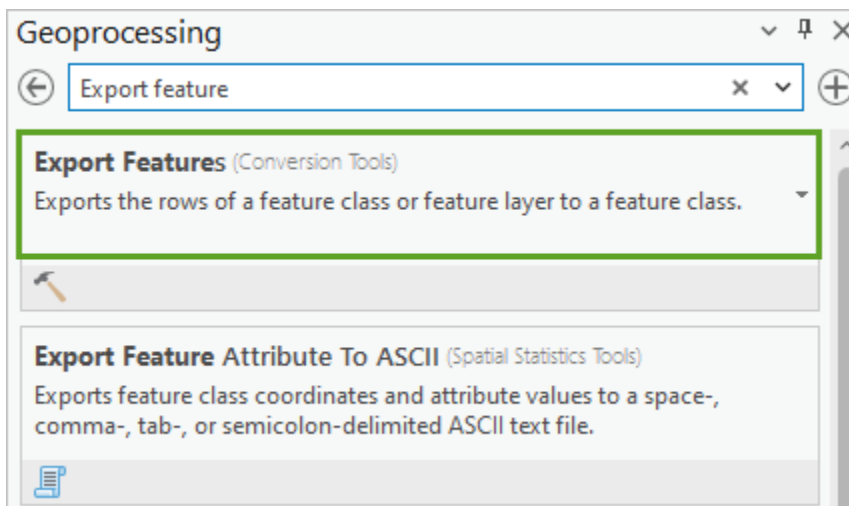 Geoprocessing
Export feature
Export Features (Conversion Tools)
Exports the rows of a feature class or feature layer to a feature class.
Export Feature Attribute To ASCII (Spatial Statistics Tools)
Exports feature class coordinates and attribute values to a space-,
comma-, tab-, or semicolon-delimited ASCII text file.